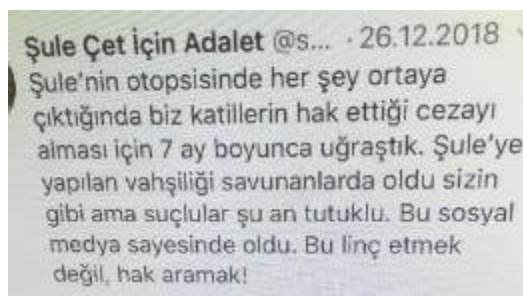 Şule Çet İçin Adalet @s... · 26.12.2018
Şule'nin otopsisinde her şey ortaya
çıktığında biz katillerin hak ettiği cezayı
alması için 7 ay boyunca uğraştık. Şule'ye
yapılan vahşiliği savunanlarda oldu sizin
gibi ama suçlular şu an tutuklu. Bu sosyal
medya sayesinde oldu. Bu linç etmek
değil, hak aramak!